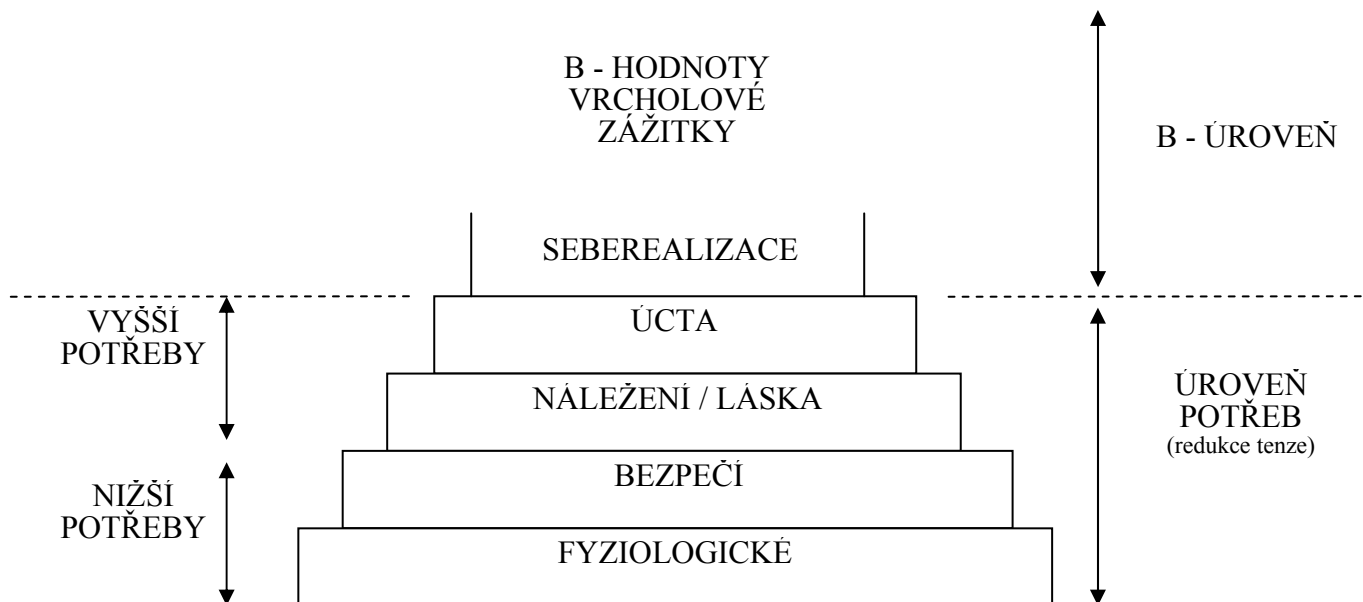 B - HODNOTY
VRCHOLOVÉ
ZÁŽITKY
B - ÚROVEŇ
SEBEREALIZACE
VYŠŠÍ
POTŘEBY
ÚCTA
NÁLEŽENÍ / LÁSKA
ÚROVEŇ
POTŘEB
(redukce tenze)
NIŽŠÍ
POTŘEBY
BEZPEČÍ
FYZIOLOGICKÉ